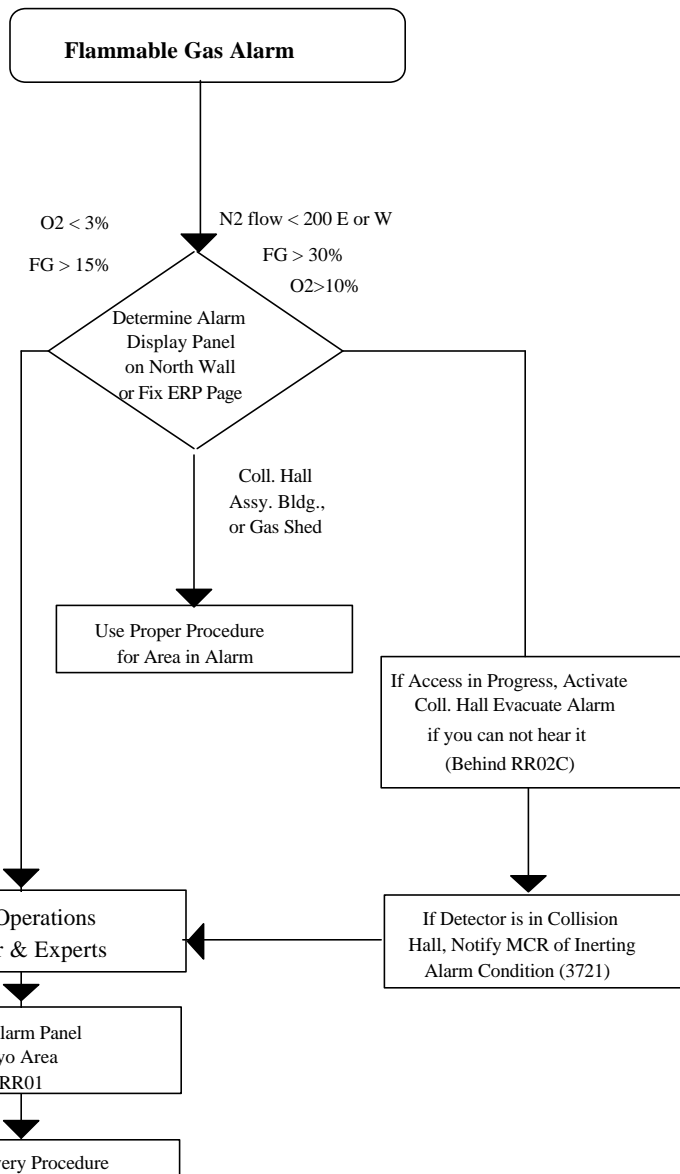 Flammable Gas Alarm
O2 < 3%
FG > 15%
N2 flow < 200 E or W
FG > 30%
O2>10%
Determine Alarm
Display Panel
on North Wall
or Fix ERP Page
Coll. Hall
Assy. Bldg.,
or Gas Shed
Use Proper Procedure
for Area in Alarm
If Access in Progress, Activate
Coll. Hall Evacuate Alarm
if you can not hear it
(Behind RR02C)
If Detector is in Collision
Hall, Notify MCR of Inerting
Alarm Condition (3721)
Operations
& Experts
Panel
Area
RR01
Procedure